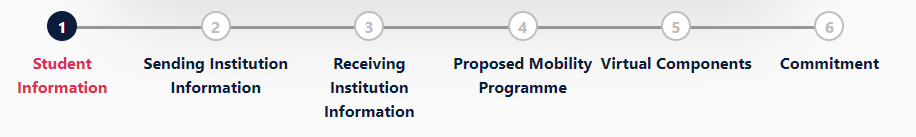 1 2 3 4 5 6
Student Sending Institution Receiving Proposed Mobility Virtual Components Commitment
Information Information Institution Programme
Information